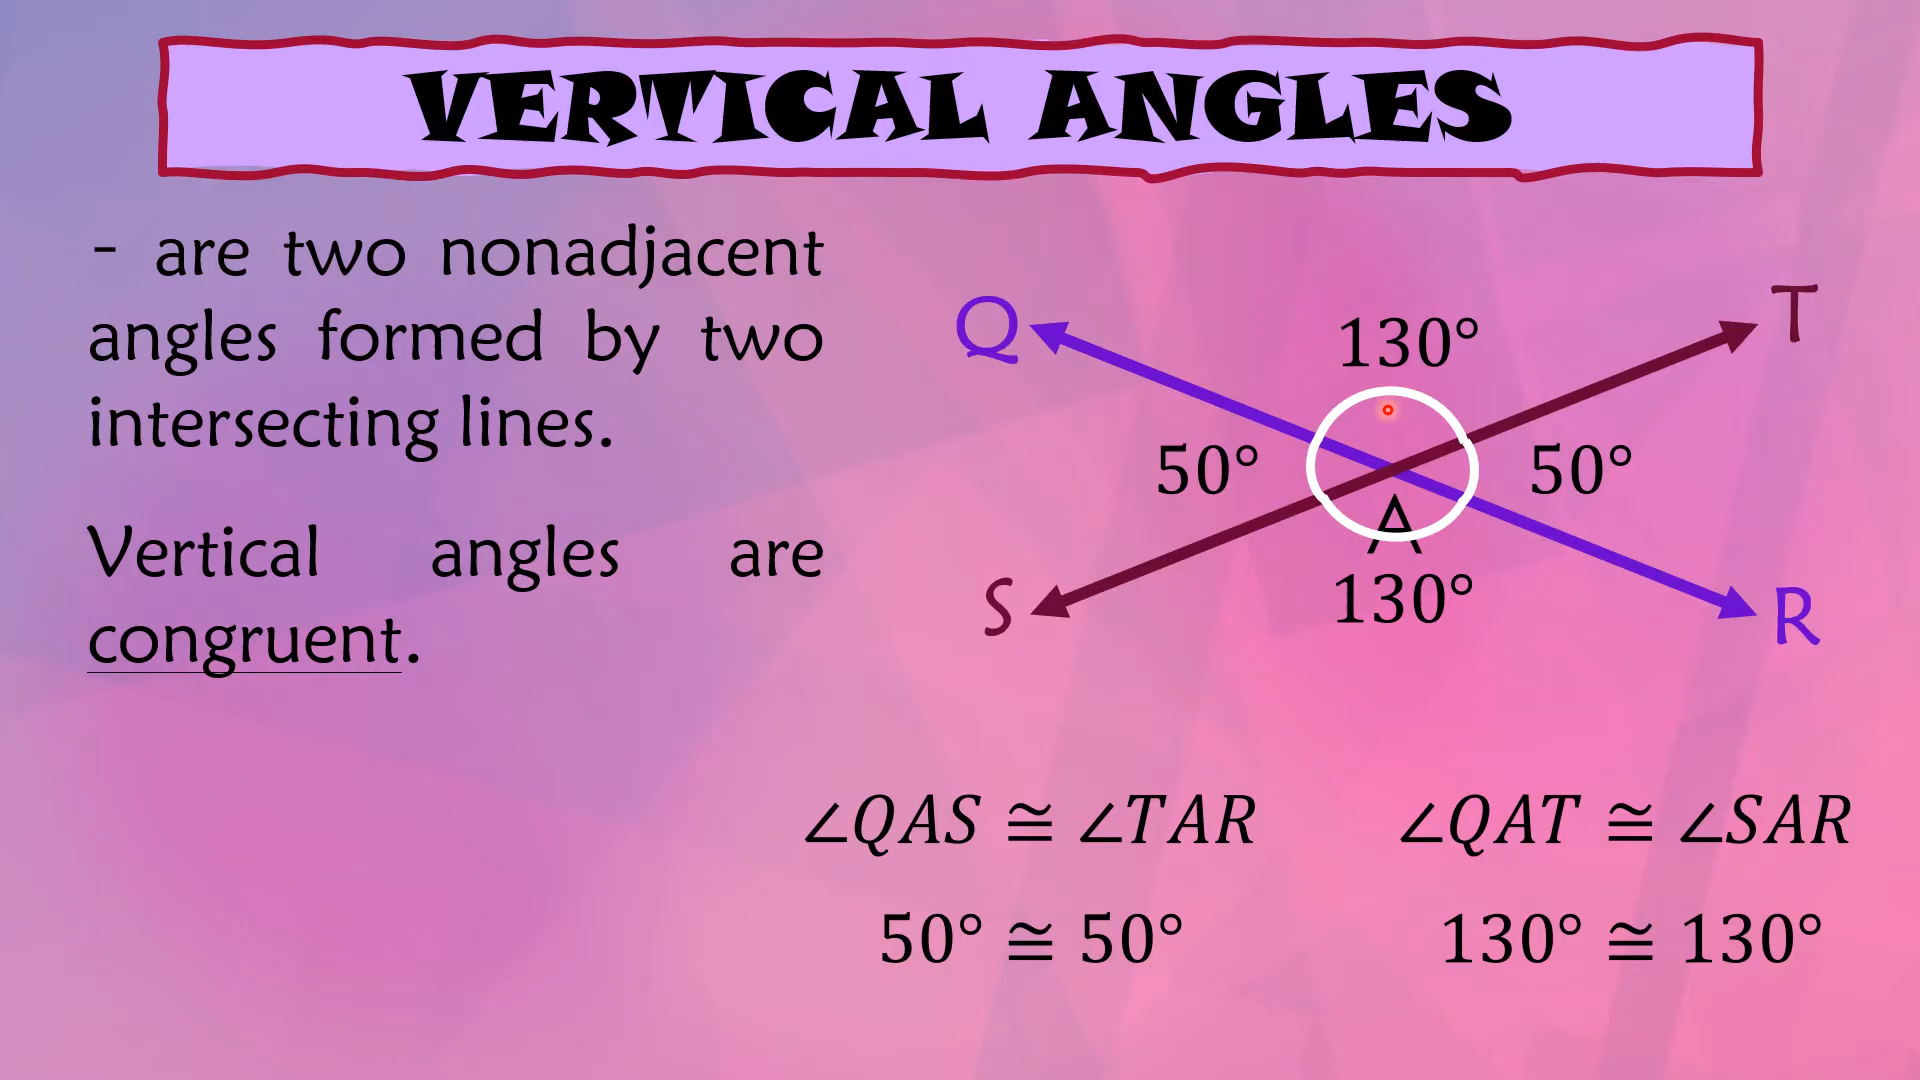 VERTICAL ANGLES
- are two nonadjacent
angles formed by two
intersecting lines.
Vertical angles are
congruent.
Q
T
130°
50°
50°
A
S
130°
R
∠QAS ≅ ∠TAR
∠QAT ≅ ∠SAR
50° ≅ 50°
130° ≅ 130°